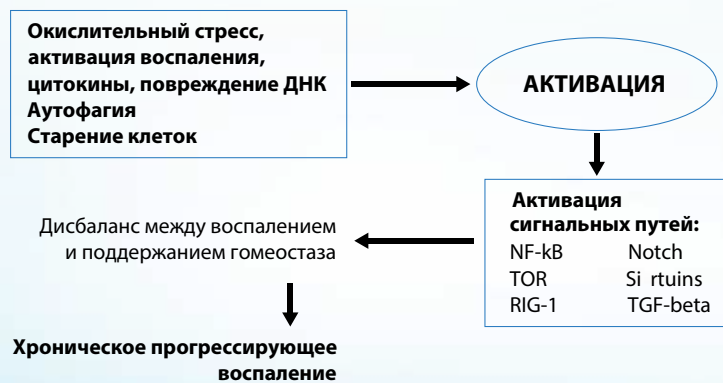 Окислительный стресс,
активация воспаления,
цитокины, повреждение ДНК
Аутофагия
Старение клеток
АКТИВАЦИЯ
Активация
сигнальных путей:
NF-kB Notch
TOR Si rtuins
RIG-1 TGF-beta
Дисбаланс между воспалением
и поддержанием гомеостаза
Хроническое прогрессирующее
воспаление